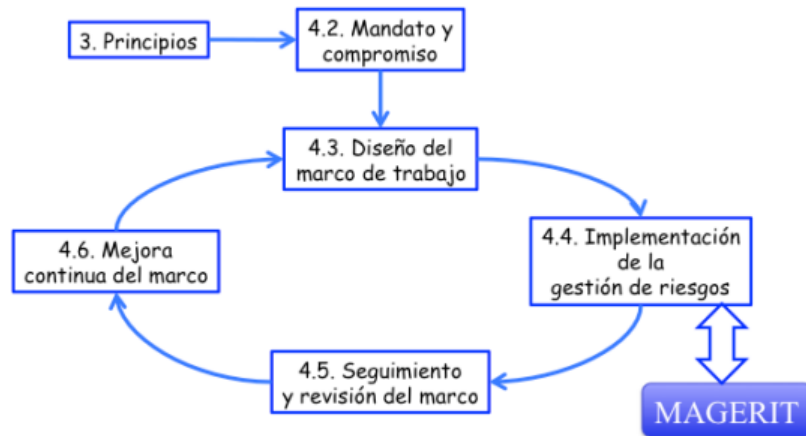 3. Principios
4.2. Mandato y
compromiso
4.3. Diseño del
marco de trabajo
4.4. Implementación
de la
gestión de riesgos
4.6. Mejora
continua del marco
4.5. Seguimiento
y revisión del marco
MAGERIT